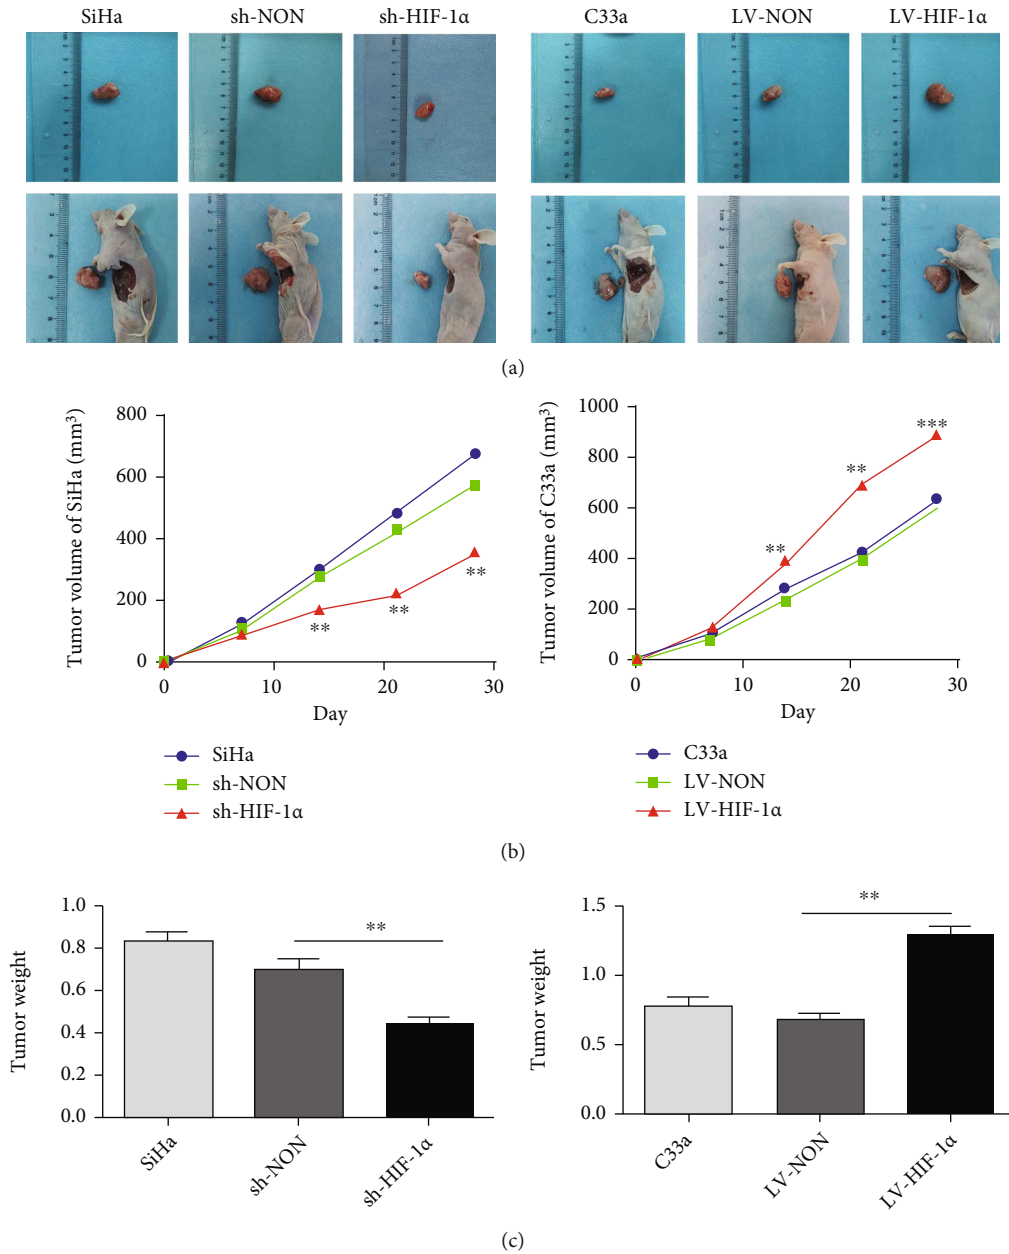 SiHa sh-NON sh-HIF-1α C33a LV-NON LV-HIF-1α
(a)
Tumor volume of SiHa (mm³)
800
600
400
200
0
0 10 20 30
Day
** ** **
SiHa
sh-NON
sh-HIF-1α
Tumor volume of C33a (mm³)
1000
800
600
400
200
0
0 10 20 30
Day
** ** ***
C33a
LV-NON
LV-HIF-1α
(b)
Tumor weight
1.0
0.8
0.6
0.4
0.2
0.0
**
SiHa
sh-NON
sh-HIF-1α
Tumor weight
1.5
1.0
0.5
0.0
**
C33a
LV-NON
LV-HIF-1α
(c)